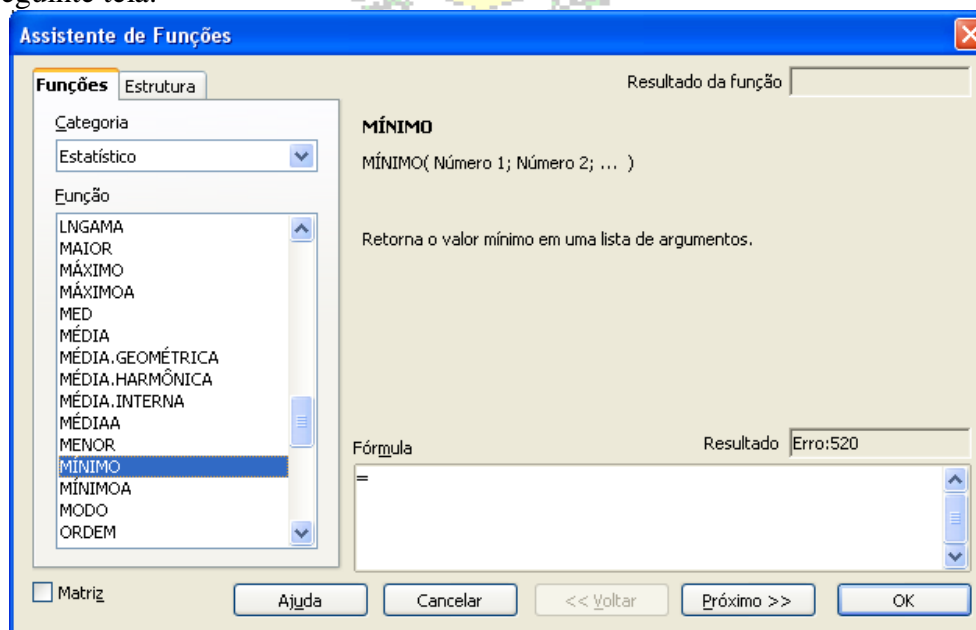 seguinte tela:
Assistente de Funções
Funções Estrutura
Resultado da função
Categoria
Estatístico
Função
LNGAMA
MAIOR
MÁXIMO
MÁXIMOA
MED
MÉDIA
MÉDIA.GEOMÉTRICA
MÉDIA.HARMÔNICA
MÉDIA.INTERNA
MÉDIAA
MENOR
MÍNIMO
MÍNIMOA
MODO
ORDEM
MÍNIMO
MÍNIMO( Número 1; Número 2; ... )
Retorna o valor mínimo em uma lista de argumentos.
Fórmula
Resultado Erro:520
=
Matriz
Ajuda
Cancelar
<< Voltar
Próximo >>
OK